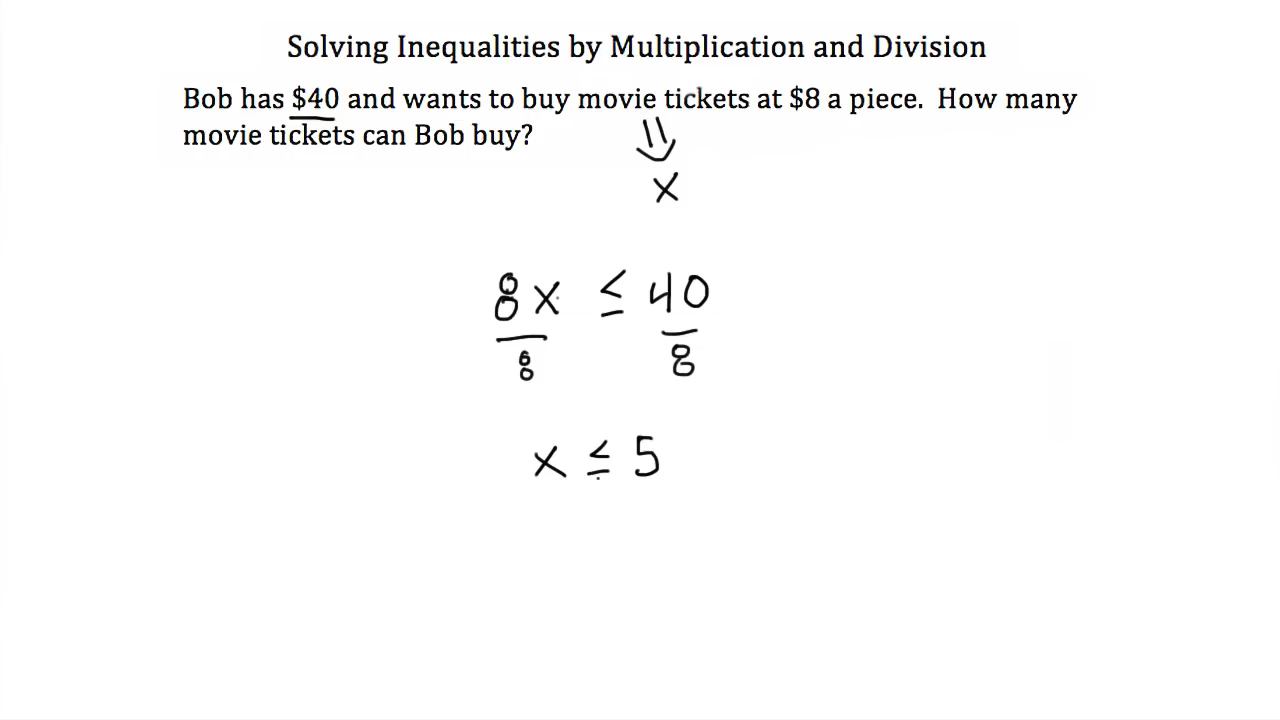 Solving Inequalities by Multiplication and Division
Bob has $40 and wants to buy movie tickets at $8 a piece. How many
movie tickets can Bob buy?
x
8x ≤ 40
8 8
x ≤ 5